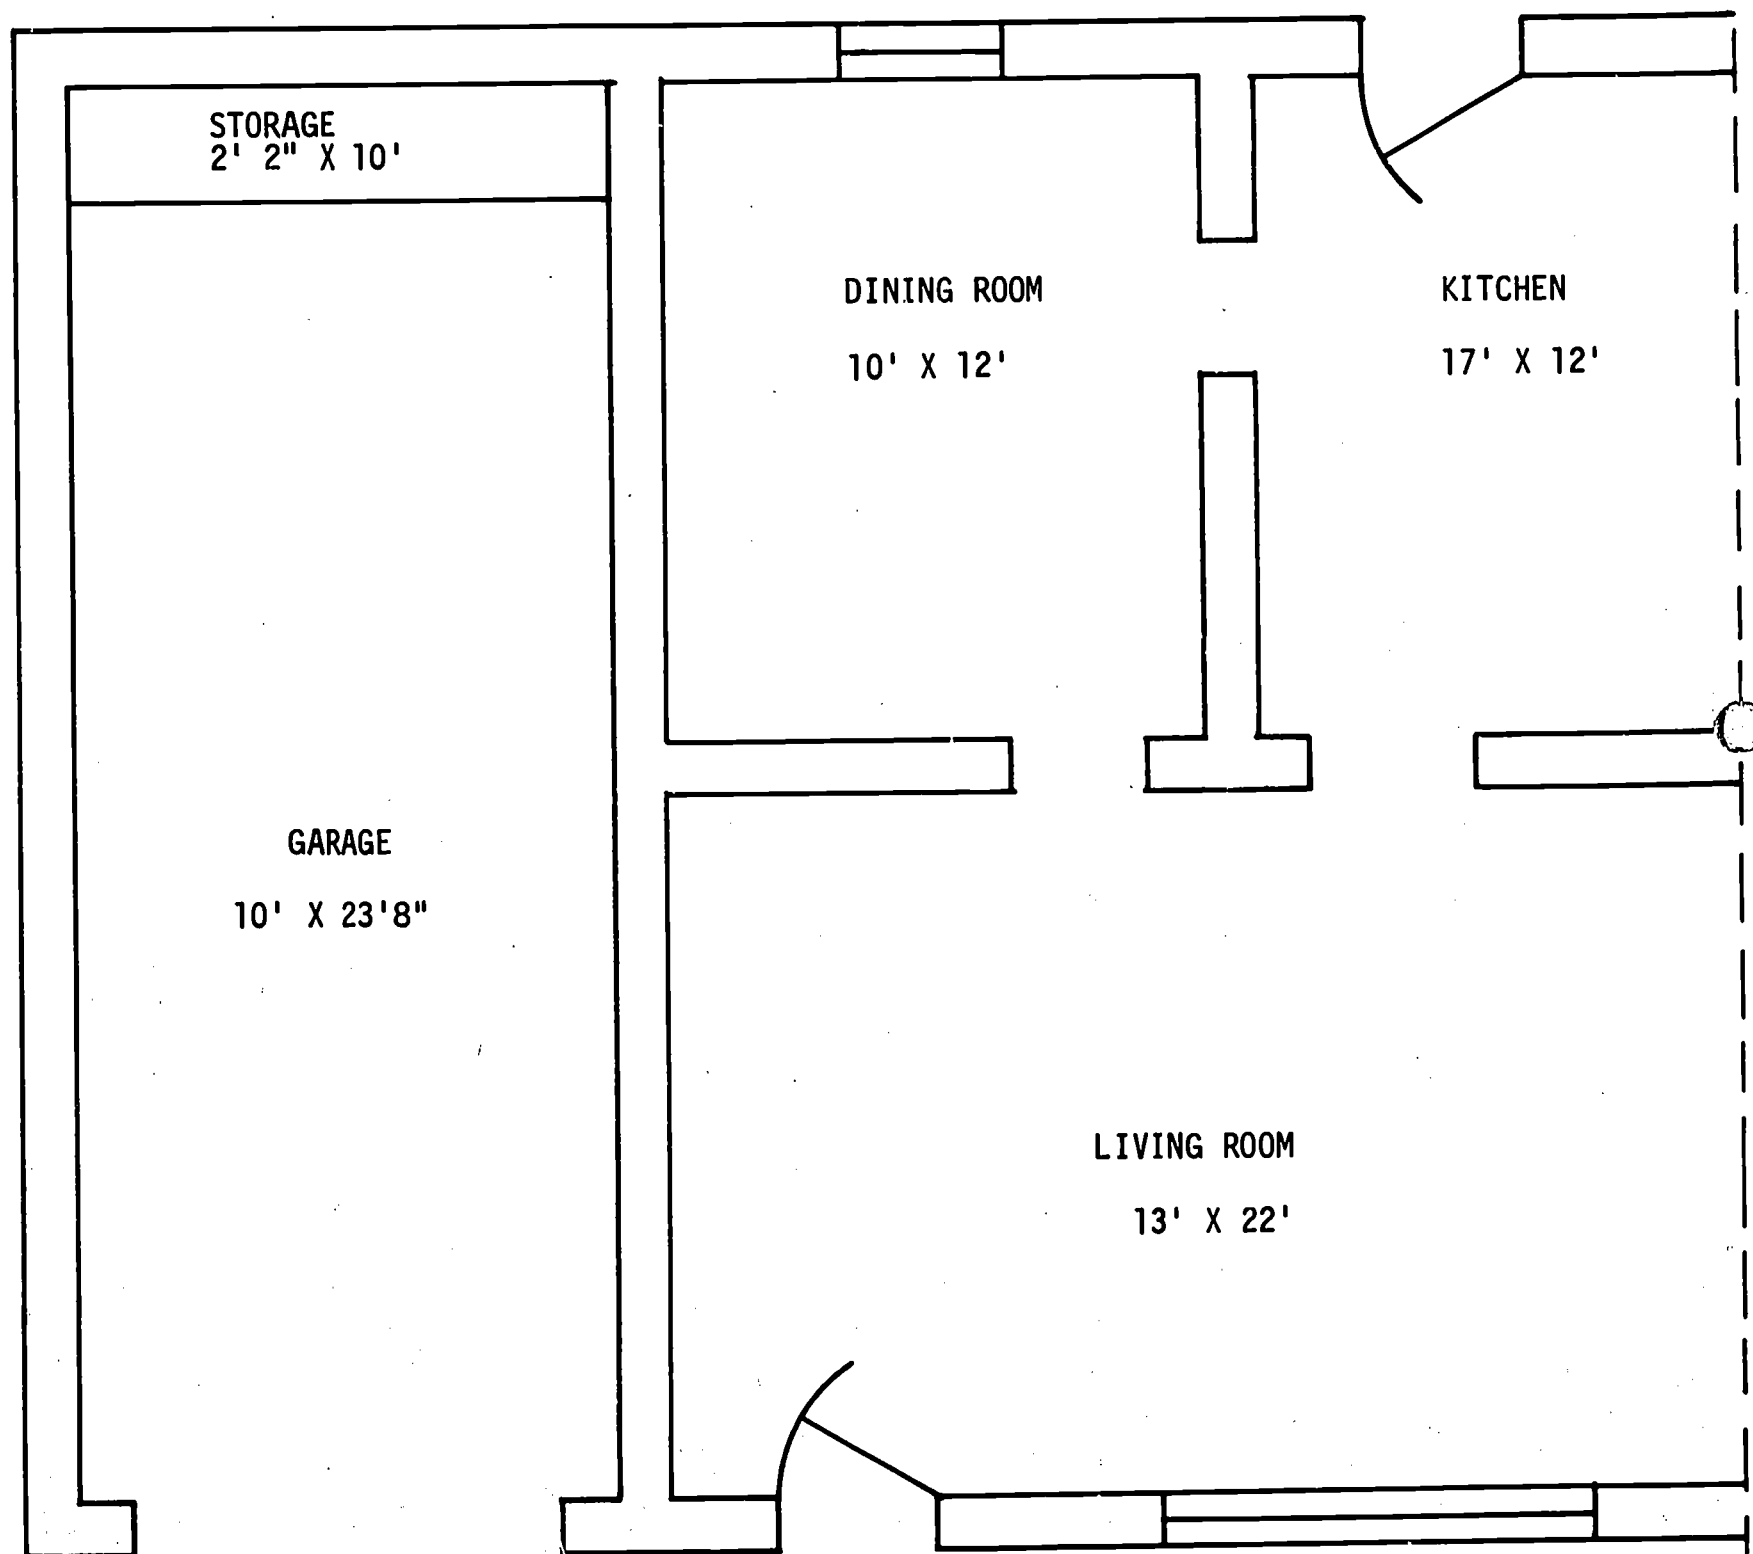 STORAGE
2' 2" X 10'
DINING ROOM
10' X 12'
KITCHEN
17' X 12'
GARAGE
10' X 23'8"
LIVING ROOM
13' X 22'